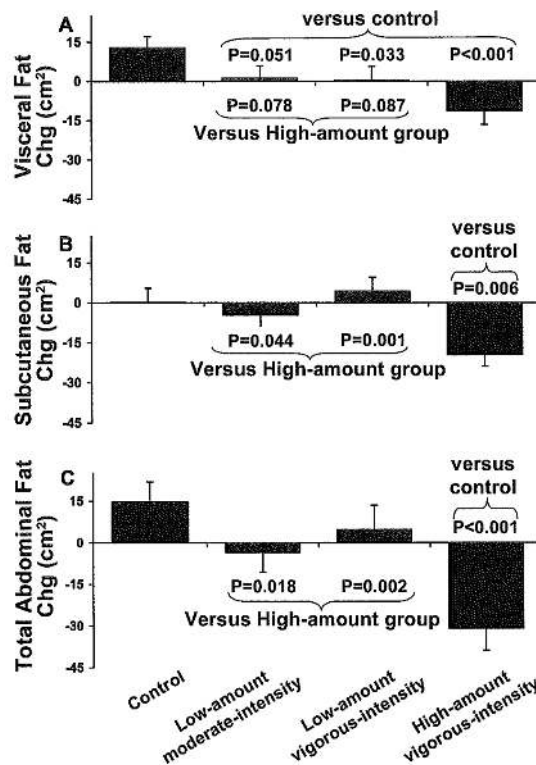 A
versus control
P=0.051 P=0.033 P<0.001
P=0.078 P=0.087
Versus High-amount group
Visceral Fat
Chg (cm²)
15
0
-15
-30
-45
B
versus
control
P=0.006
P=0.044 P=0.001
Versus High-amount group
Subcutaneous Fat
Chg (cm²)
15
0
-15
-30
-45
C
versus
control
P<0.001
P=0.018 P=0.002
Versus High-amount group
Total Abdominal Fat
Chg (cm²)
15
0
-15
-30
-45
Control
Low-amount
moderate-intensity
Low-amount
vigorous-intensity
High-amount
vigorous-intensity